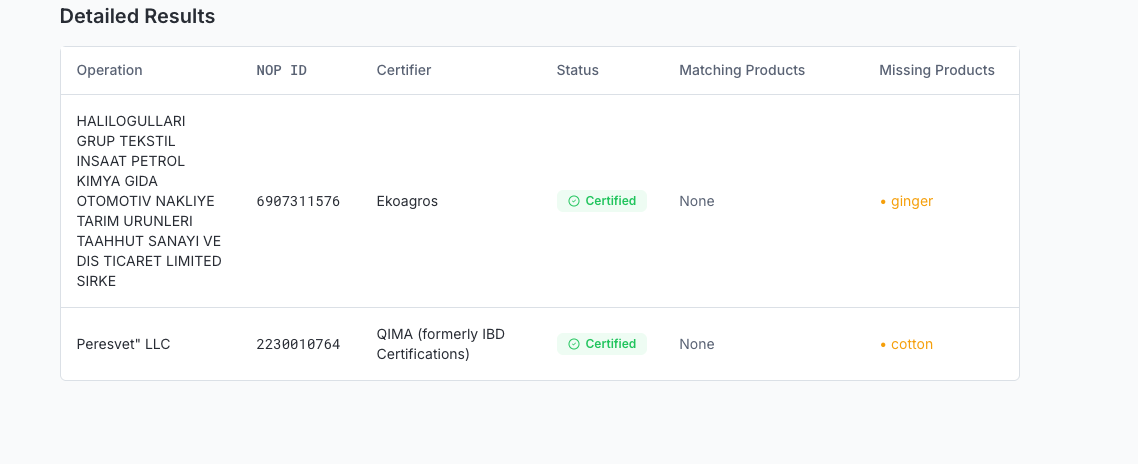 Detailed Results
Operation NOP ID Certifier Status Matching Products Missing Products
HALILOGULLARI
GRUP TEKSTIL
INSAAT PETROL
KIMYA GIDA
OTOMOTIV NAKLIYE
TARIM URUNLERI
TAAHHUT SANAYI VE
DIS TICARET LIMITED
SIRKE
6907311576 Ekoagros Certified None • ginger
Peresvet" LLC 2230010764
QIMA (formerly IBD
Certifications)
Certified None • cotton